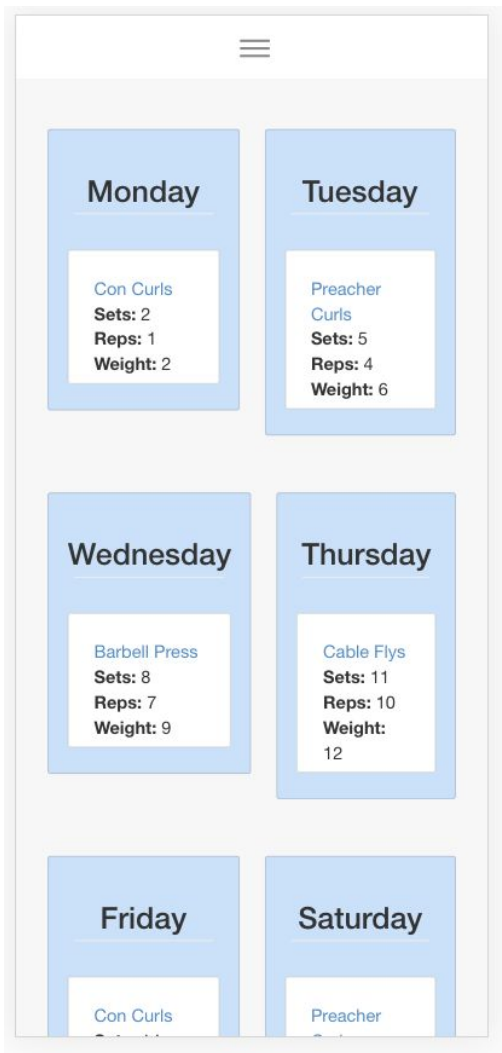 Monday
Con Curls
Sets: 2
Reps: 1
Weight: 2
Tuesday
Preacher
Curls
Sets: 5
Reps: 4
Weight: 6
Wednesday
Barbell Press
Sets: 8
Reps: 7
Weight: 9
Thursday
Cable Flys
Sets: 11
Reps: 10
Weight:
12
Friday
Con Curls
Saturday
Preacher